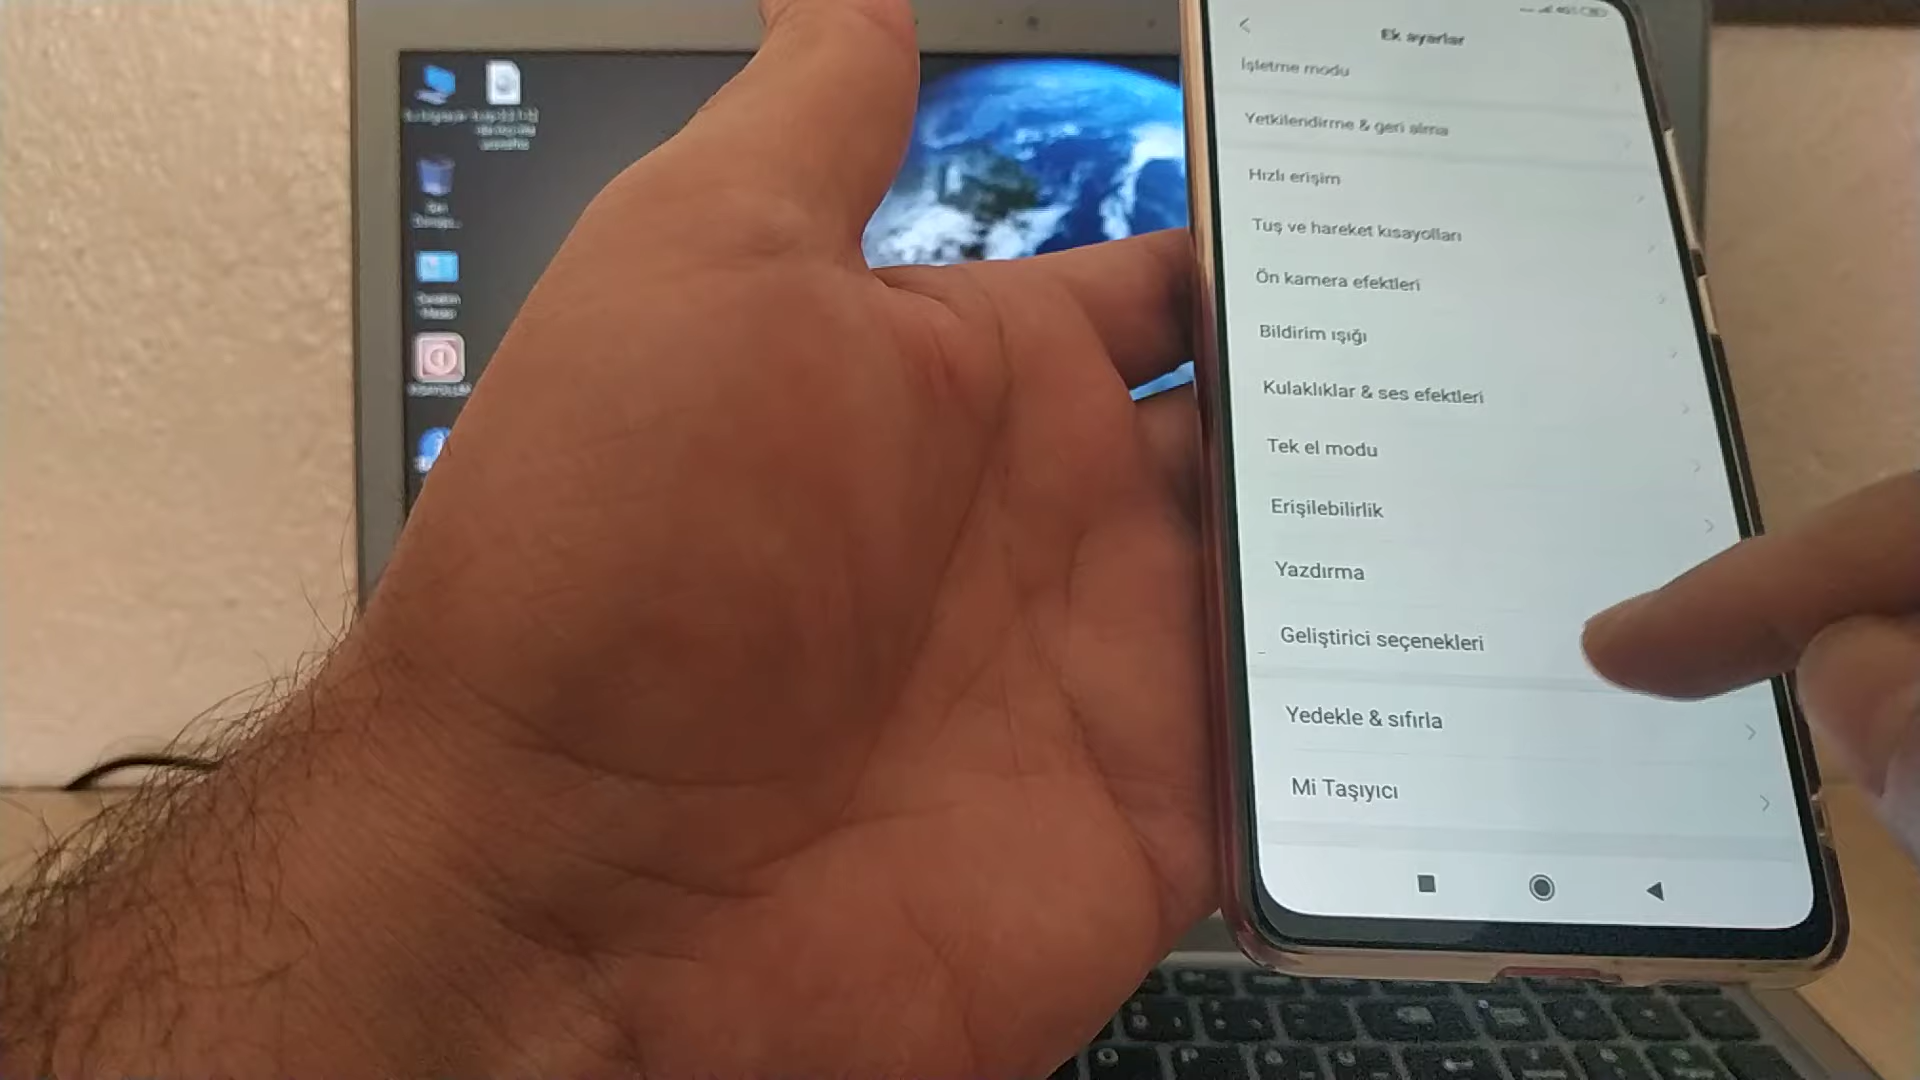 Ek ayarlar
İşletme modu
Yetkilendirme & geri alma
Hızlı erişim
Tuş ve hareket kısayolları
Ön kamera efektleri
Bildirim ışığı
Kulaklıklar & ses efektleri
Tek el modu
Erişilebilirlik
Yazdırma
Geliştirici seçenekleri
Yedekle & sıfırla
Mi Taşıyıcı